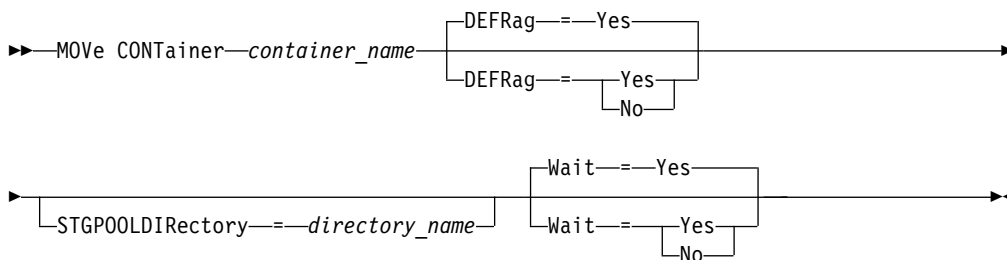 DEFRag = Yes
MOVe CONTainer container_name
DEFRag = Yes
No
Wait = Yes
STGPOOLDIRectory = directory_name
Wait = Yes
No